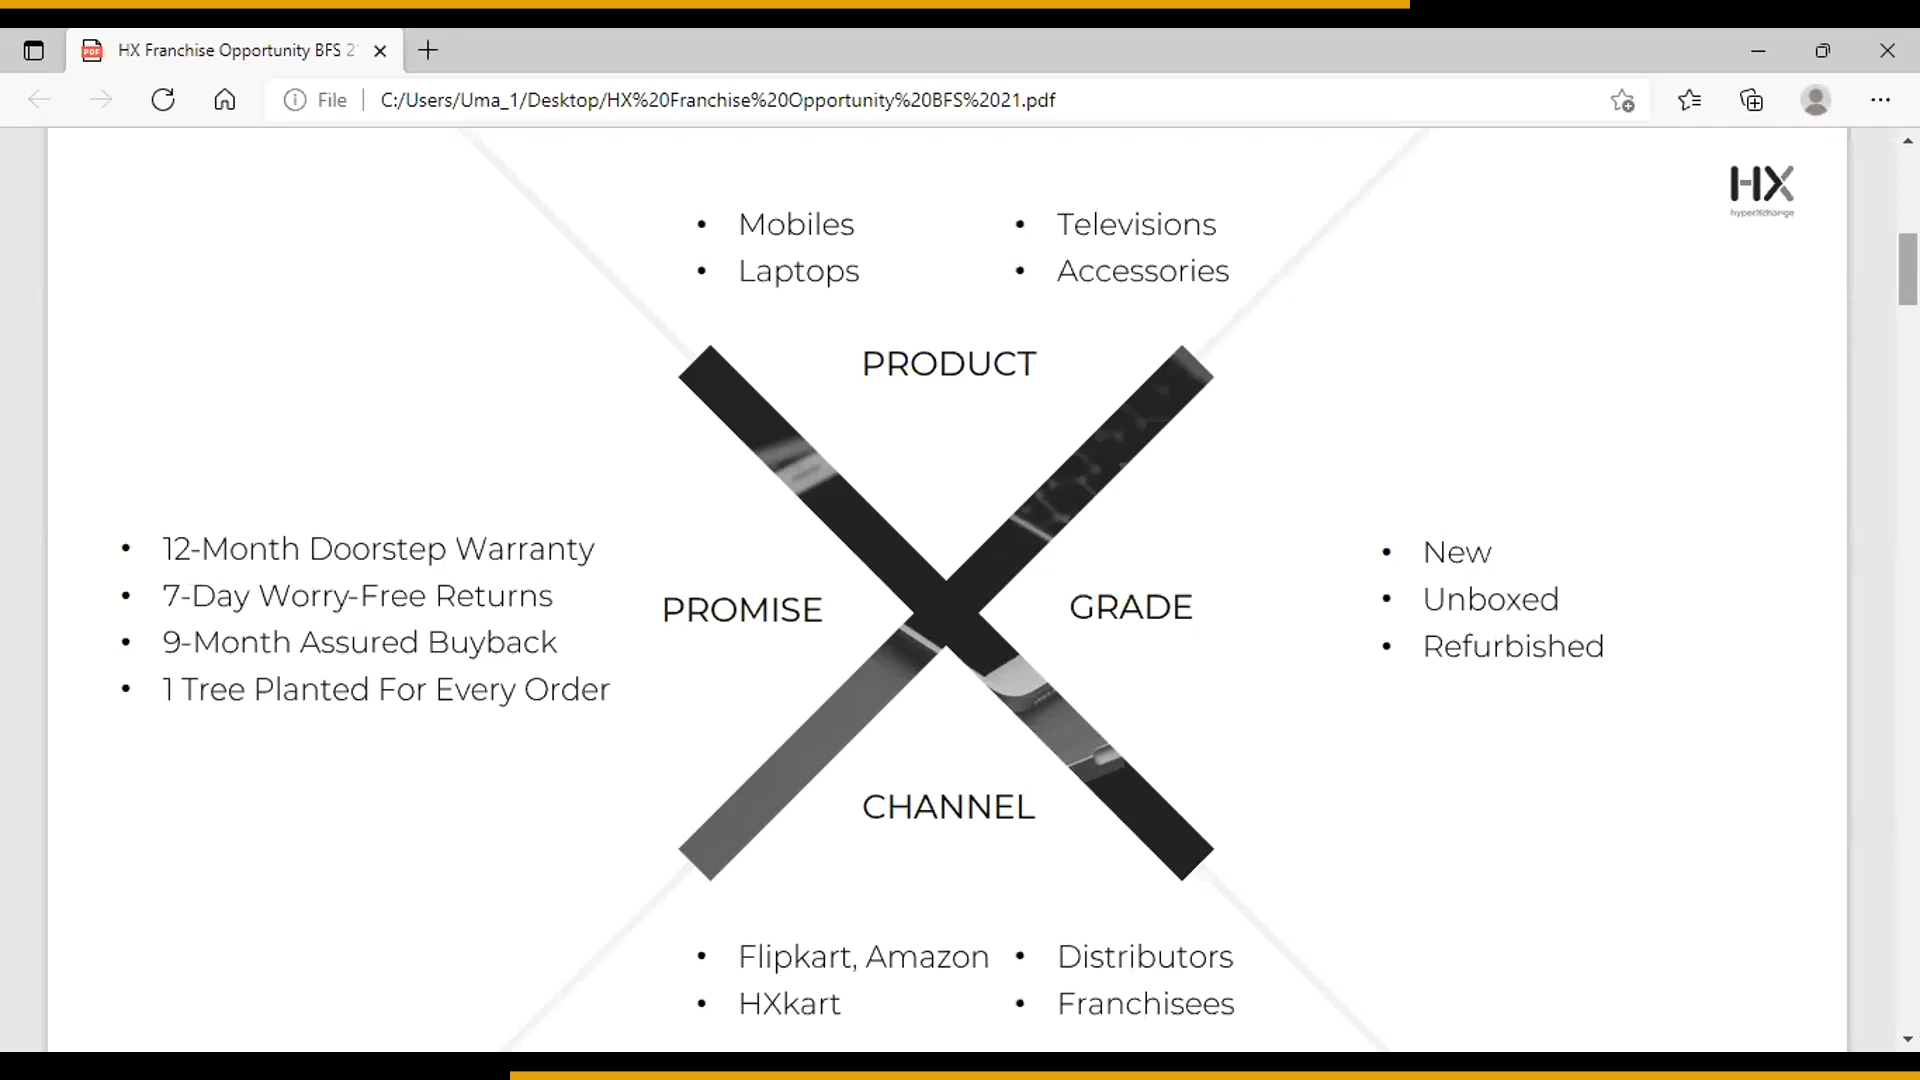 HX Franchise Opportunity BFS 2
File
C:/Users/Uma_1/Desktop/HX%20Franchise%20Opportunity%20BFS%2021.pdf
HX
hyperXchange
• Mobiles • Televisions
• Laptops • Accessories
PRODUCT
• 12-Month Doorstep Warranty
• 7-Day Worry-Free Returns
• 9-Month Assured Buyback
• 1 Tree Planted For Every Order
PROMISE
GRADE
• New
• Unboxed
• Refurbished
CHANNEL
• Flipkart, Amazon • Distributors
• HXkart • Franchisees